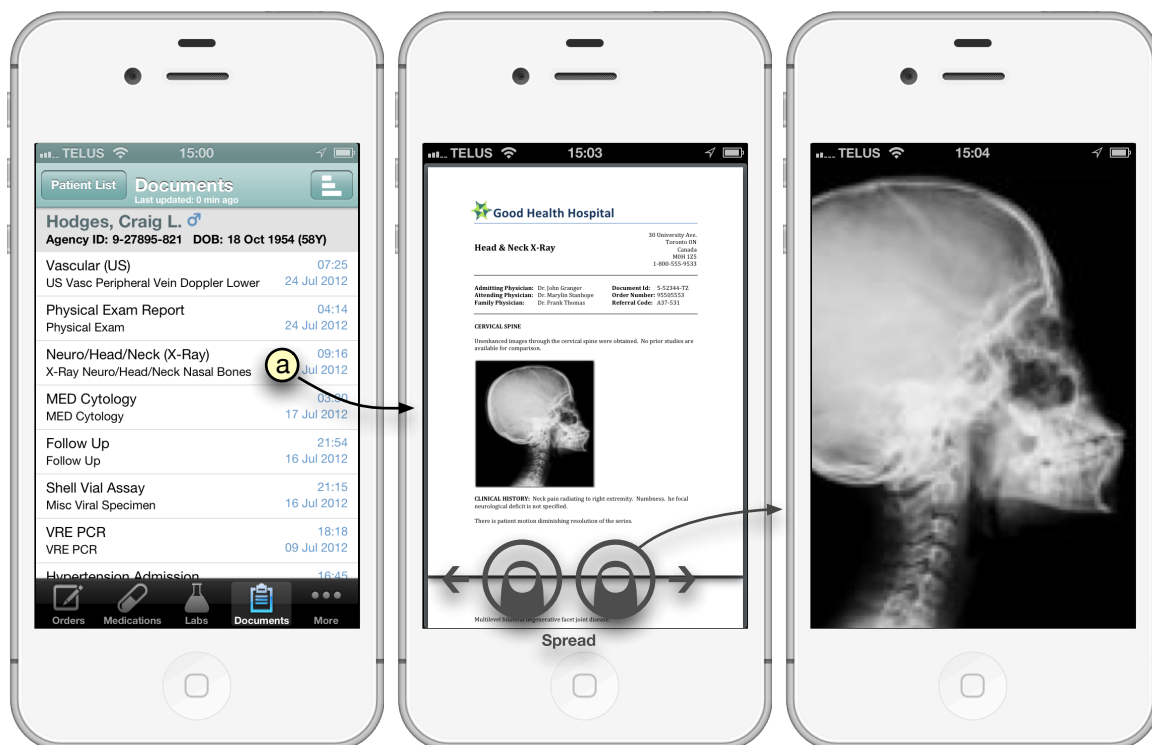 TELUS 15:00
Patient List
Documents
Last updated: 0 min ago
Hodges, Craig L. ♂
Agency ID: 9-27895-821 DOB: 18 Oct 1954 (58Y)
Vascular (US) 07:25
US Vasc Peripheral Vein Doppler Lower 24 Jul 2012
Physical Exam Report 04:14
Physical Exam 24 Jul 2012
Neuro/Head/Neck (X-Ray) 09:16
X-Ray Neuro/Head/Neck Nasal Bones Jul 2012
a
MED Cytology
MED Cytology 17 Jul 2012
Follow Up 21:54
Follow Up 16 Jul 2012
Shell Vial Assay 21:15
Misc Viral Specimen 16 Jul 2012
VRE PCR 18:18
VRE PCR 09 Jul 2012
Hypertension Admission 16:45
Orders Medications Labs Documents More
TELUS 15:03
Good Health Hospital
30 University Ave.
Toronto ON
Canada
M0H 1Z5
1-800-555-9533
Head & Neck X-Ray
Admitting Physician: Dr. John Granger Document Id: 5-52344-TZ
Attending Physician: Dr. Marylin Stanhope Order Number: 95505553
Family Physician: Dr. Frank Thomas Referral Code: A37-531
CERVICAL SPINE
Unenhanced images through the cervical spine were obtained. No prior studies are
available for comparison.
CLINICAL HISTORY: Neck pain radiating to right extremity. Numbness. he focal
neurological deficit is not specified.
There is patient motion diminishing resolution of the series.
Multilevel bilateral degenerative facet joint disease
Spread
TELUS 15:04